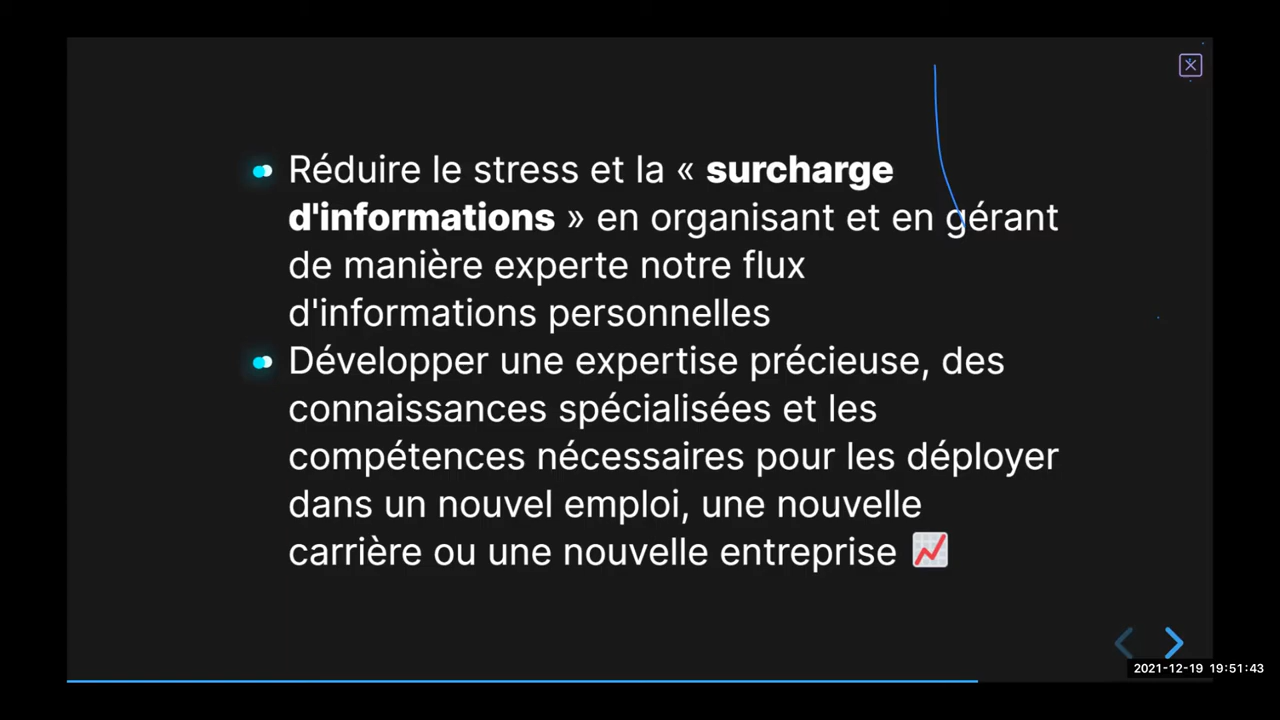 Réduire le stress et la « surcharge
d'informations » en organisant et en gérant
de manière experte notre flux
d'informations personnelles
Développer une expertise précieuse, des
connaissances spécialisées et les
compétences nécessaires pour les déployer
dans un nouvel emploi, une nouvelle
carrière ou une nouvelle entreprise 📈
2021-12-19 19:51:43